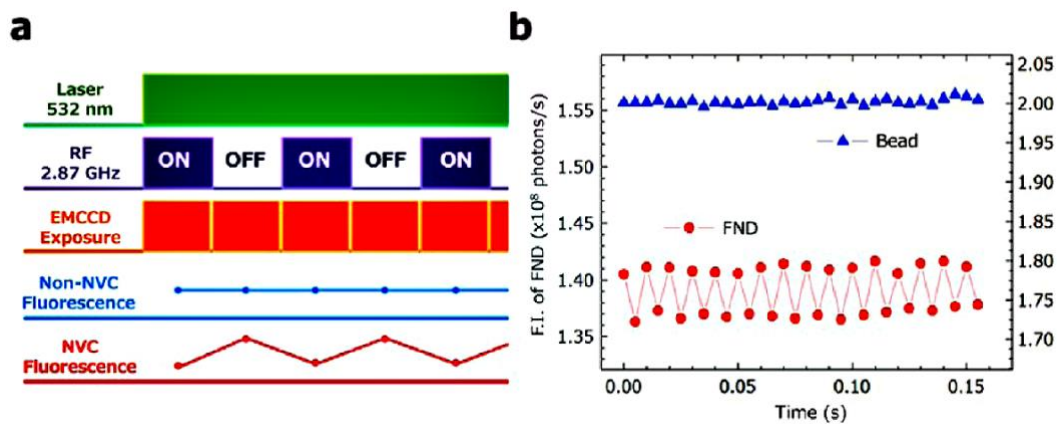 a
Laser
532 nm
RF
2.87 GHz
ON OFF ON OFF ON
EMCCD
Exposure
Non-NVC
Fluorescence
NVC
Fluorescence
b
F.I. of FND (x10⁸ photons/s)
1.55
1.50
1.45
1.40
1.35
2.05
2.00
1.95
1.90
1.85
1.80
1.75
1.70
Bead
FND
0.00 0.05 0.10 0.15
Time (s)